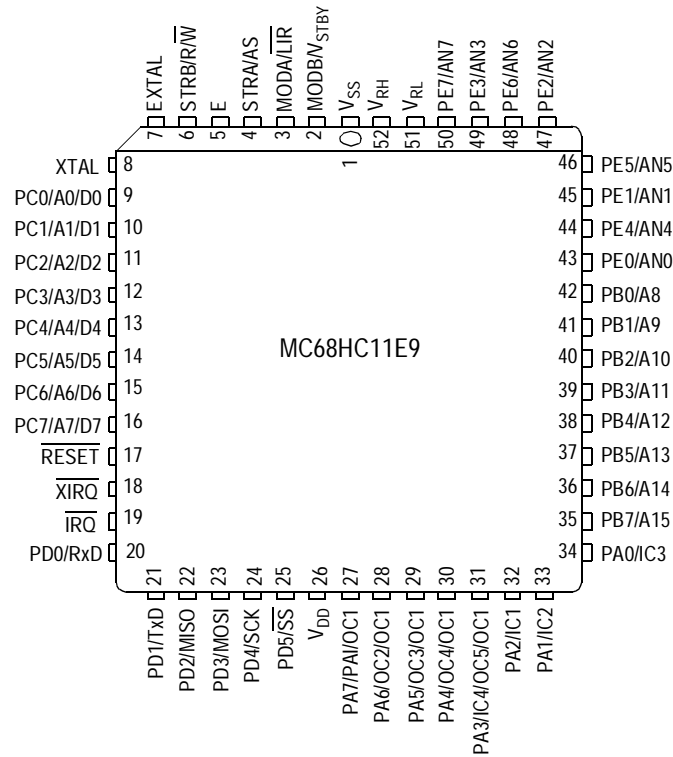 EXTAL
STRB/R/W̅
E
STRA/AS
MODA/L̅I̅R̅
MODB/VSTBY
VSS
VRH
VRL
PE7/AN7
PE3/AN3
PE6/AN6
PE2/AN2
7
6
5
4
3
2
1
52
51
50
49
48
47
XTAL 8
PC0/A0/D0 9
PC1/A1/D1 10
PC2/A2/D2 11
PC3/A3/D3 12
PC4/A4/D4 13
PC5/A5/D5 14
PC6/A6/D6 15
PC7/A7/D7 16
R̅E̅S̅E̅T̅ 17
X̅I̅R̅Q̅ 18
I̅R̅Q̅ 19
PD0/RxD 20
MC68HC11E9
46 PE5/AN5
45 PE1/AN1
44 PE4/AN4
43 PE0/AN0
42 PB0/A8
41 PB1/A9
40 PB2/A10
39 PB3/A11
38 PB4/A12
37 PB5/A13
36 PB6/A14
35 PB7/A15
34 PA0/IC3
21
22
23
24
25
26
27
28
29
30
31
32
33
PD1/TxD
PD2/MISO
PD3/MOSI
PD4/SCK
PD5/S̅S̅
VDD
PA7/PAI/OC1
PA6/OC2/OC1
PA5/OC3/OC1
PA4/OC4/OC1
PA3/IC4/OC5/OC1
PA2/IC1
PA1/IC2